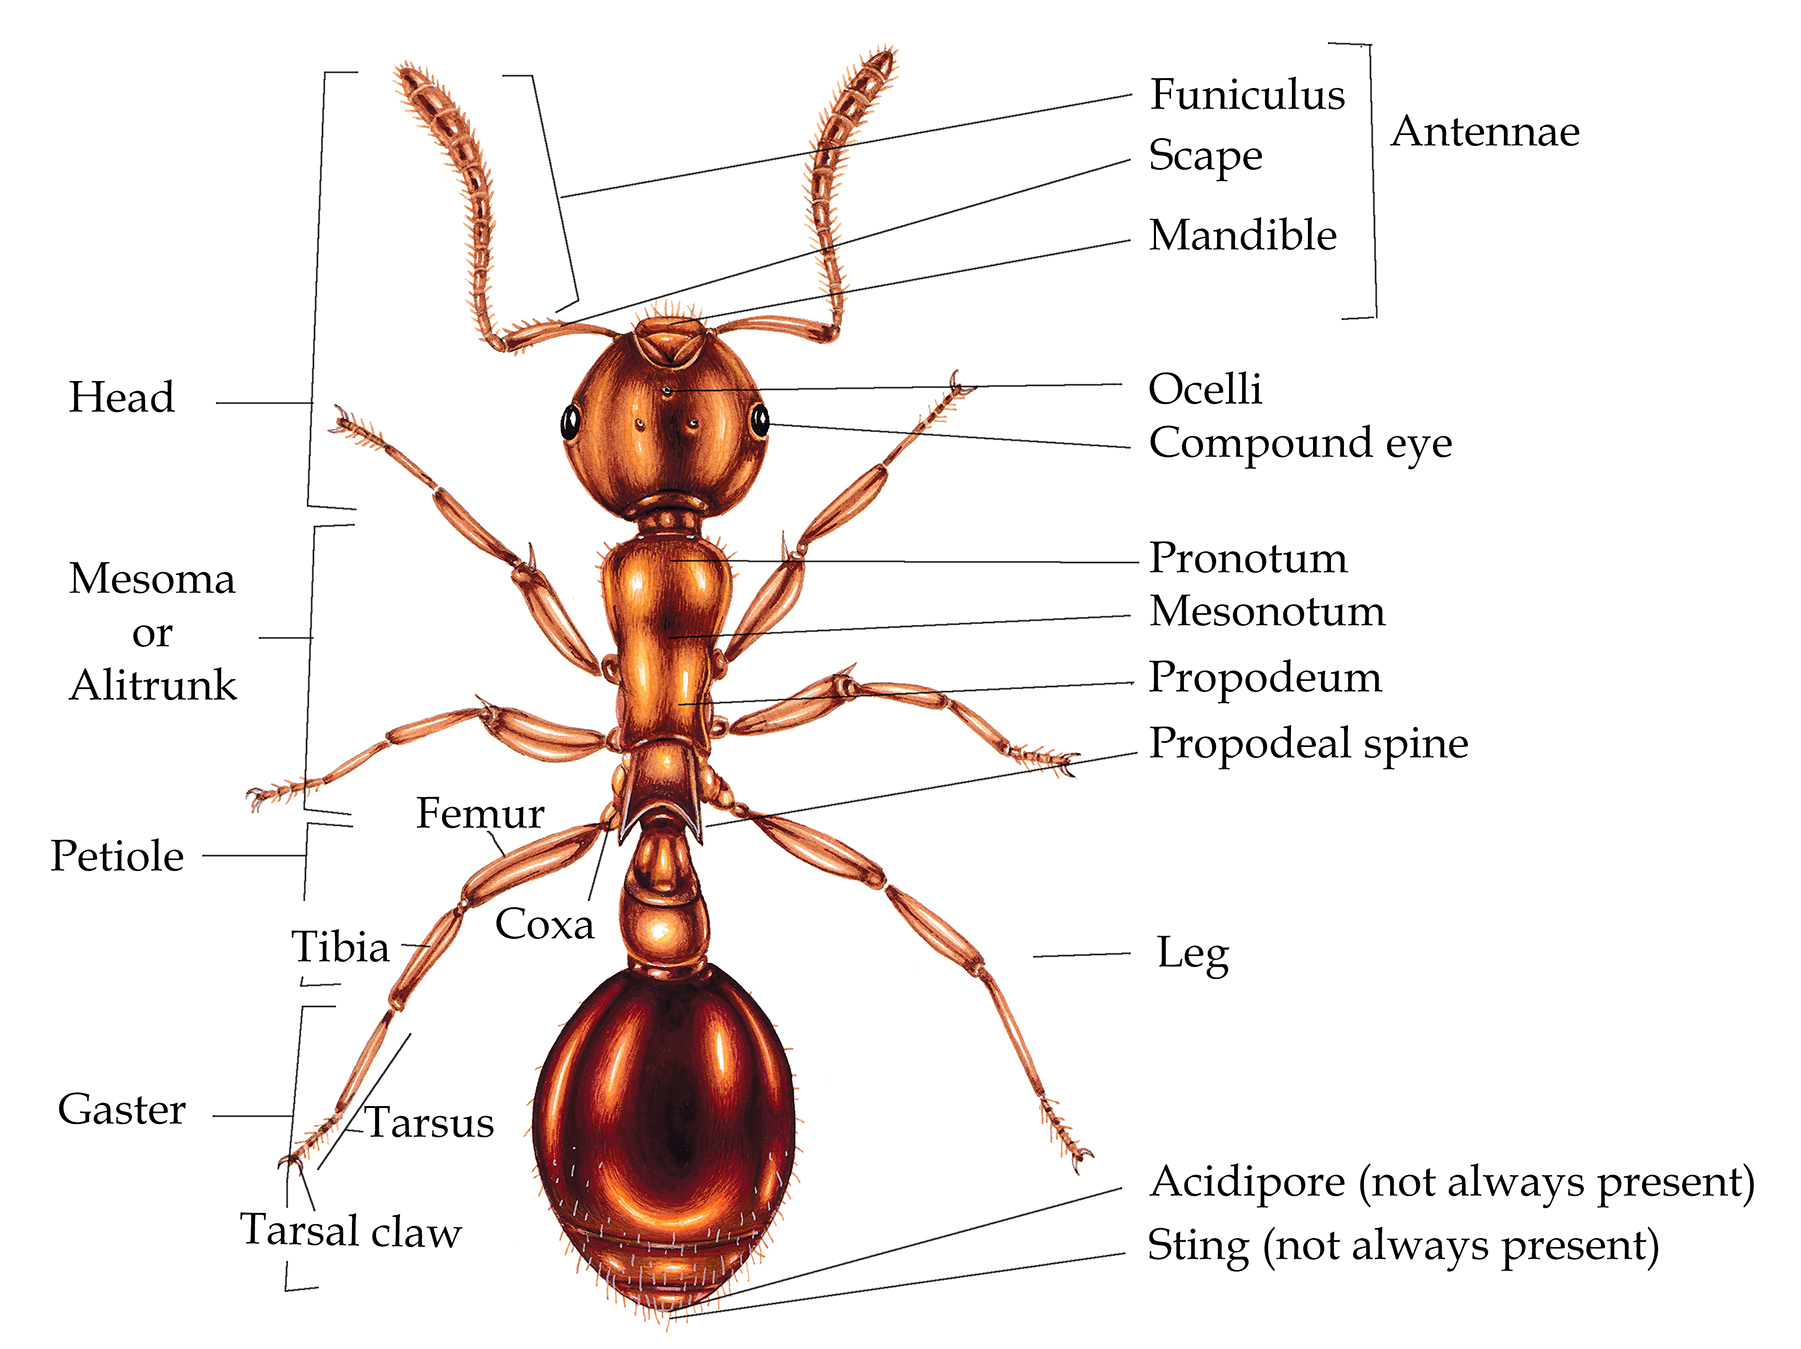 Funiculus
Scape
Mandible
Antennae
Head
Ocelli
Compound eye
Mesoma
or
Alitrunk
Pronotum
Mesonotum
Propodeum
Propodeal spine
Femur
Petiole
Coxa
Tibia
Leg
Gaster
Tarsus
Tarsal claw
Acidipore (not always present)
Sting (not always present)